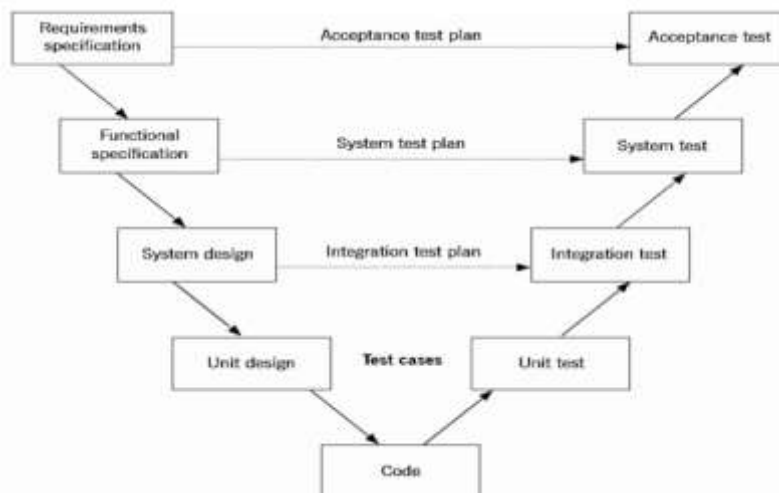 Requirements
specification
Acceptance test plan
Acceptance test
Functional
specification
System test plan
System test
System design
Integration test plan
Integration test
Unit design
Test cases
Unit test
Code